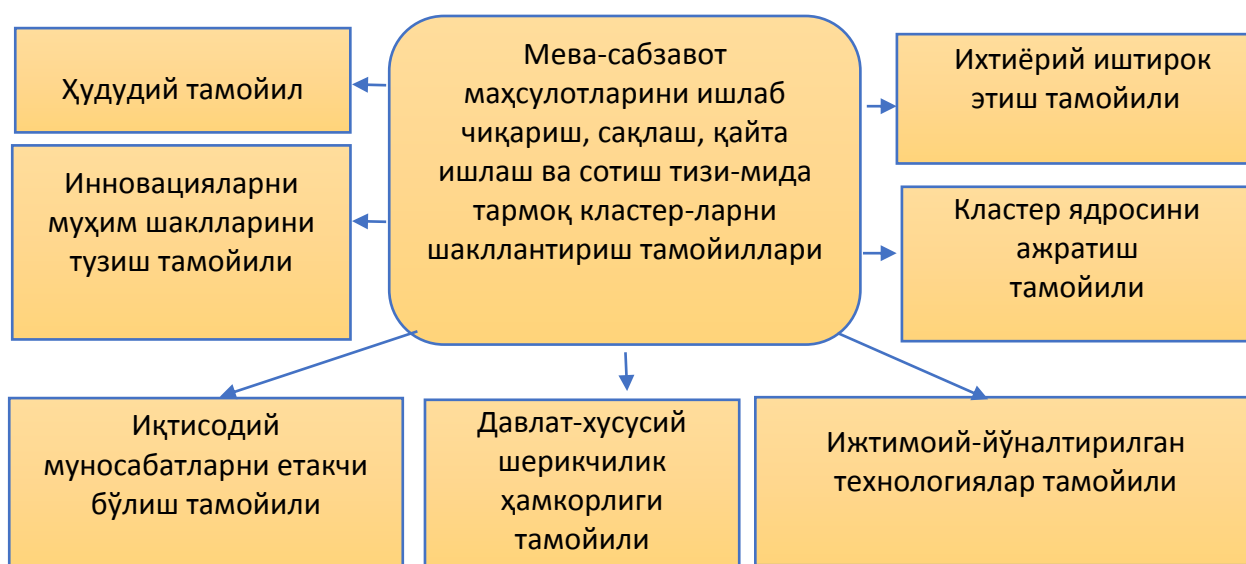 Ҳудудий тамойил
Инновацияларни
муҳим шаклларини
тузиш тамойили
Мева-сабзавот
маҳсулотларини ишлаб
чиқариш, сақлаш, қайта
ишлаш ва сотиш тизи-мида
тармоқ кластер-ларни
шакллантириш тамойиллари
Ихтиёрий иштирок
этиш тамойили
Кластер ядросини
ажратиш
тамойили
Иқтисодий
муносабатларни етакчи
бўлиш тамойили
Давлат-хусусий
шерикчилик
ҳамкорлиги
тамойили
Ижтимоий-йўналтирилган
технологиялар тамойили